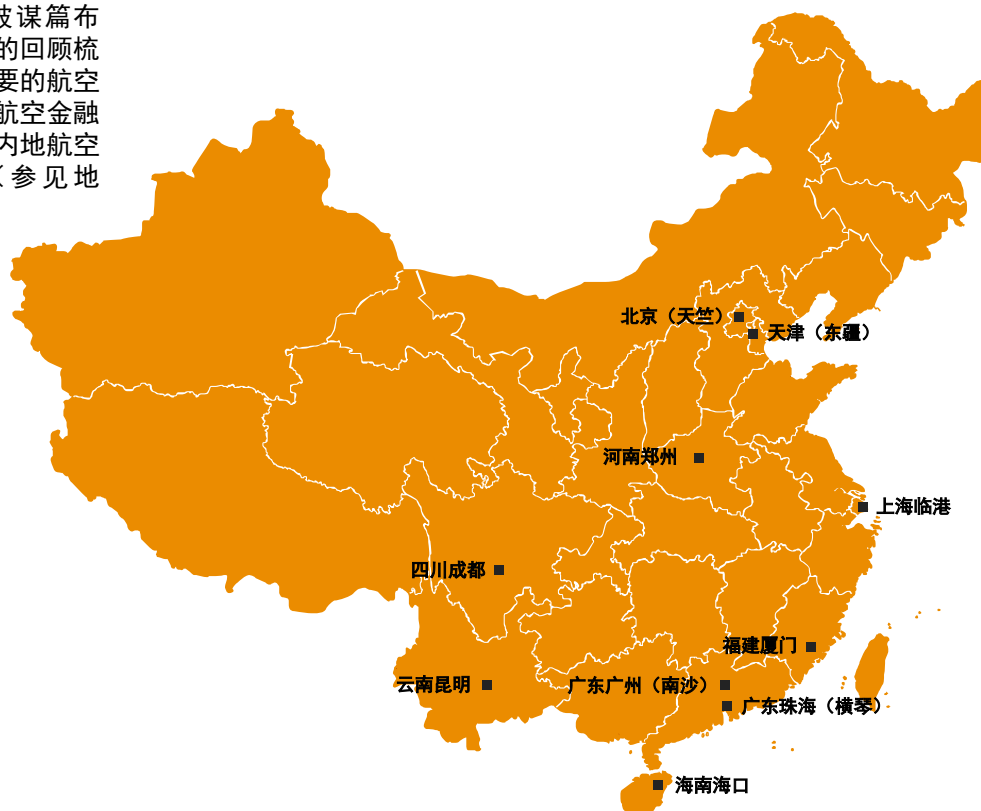 被谋篇布
的回顾梳
要的航空
航空金融
内地航空
（参见地
北京（天竺）
天津（东疆）
河南郑州
上海临港
四川成都
福建厦门
云南昆明
广东广州（南沙）
广东珠海（横琴）
海南海口